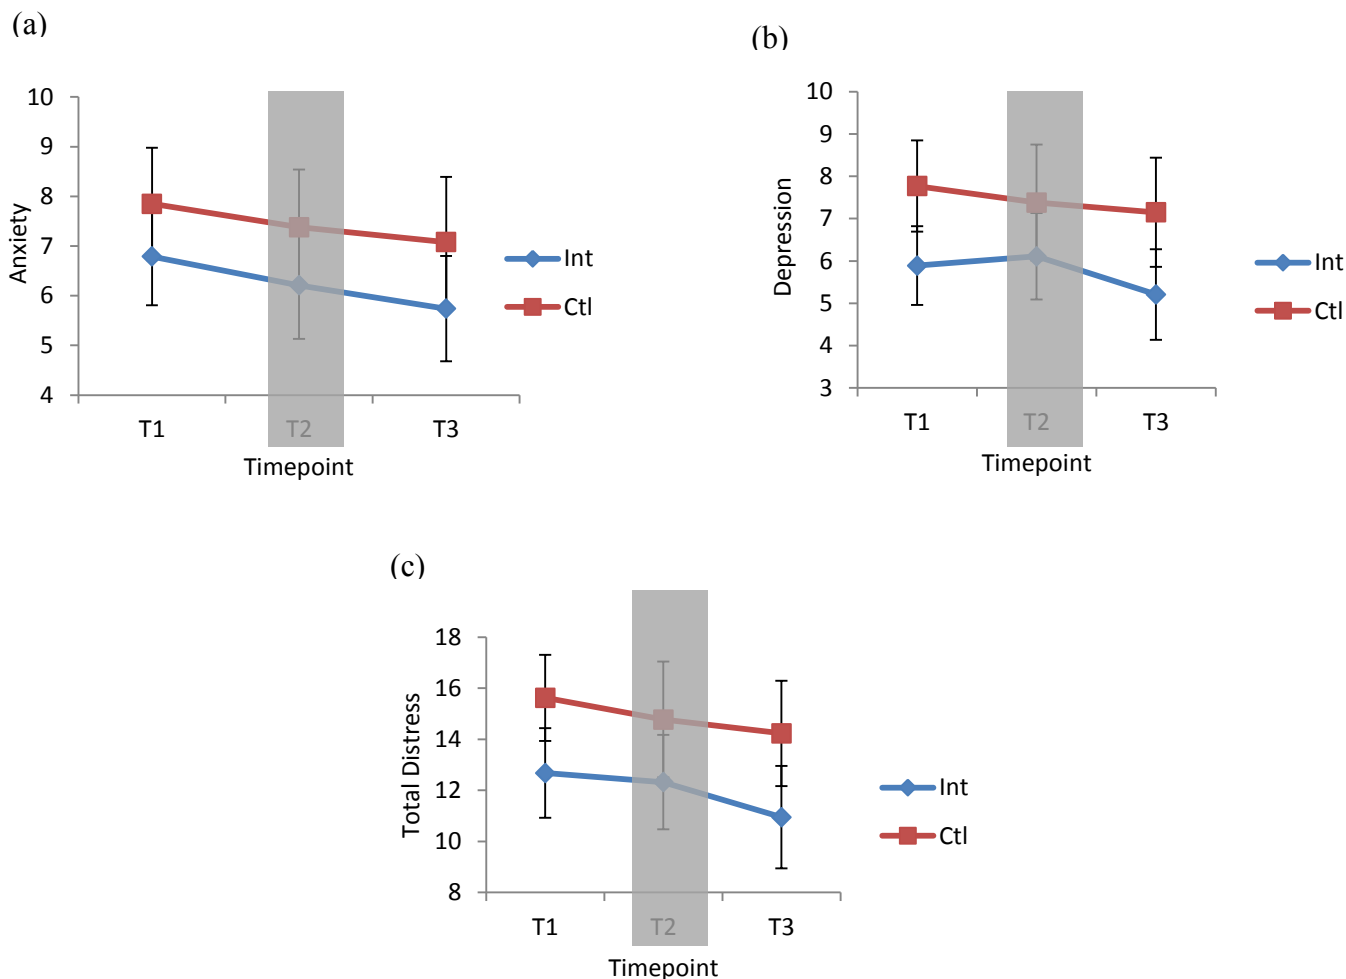 (a)
10
9
8
7
6
5
4
Anxiety
T1 T2 T3
Timepoint
Int
Ctl
(b)
10
9
8
7
6
5
4
3
Depression
T1 T2 T3
Timepoint
Int
Ctl
(c)
18
16
14
12
10
8
Total Distress
T1 T2 T3
Timepoint
Int
Ctl